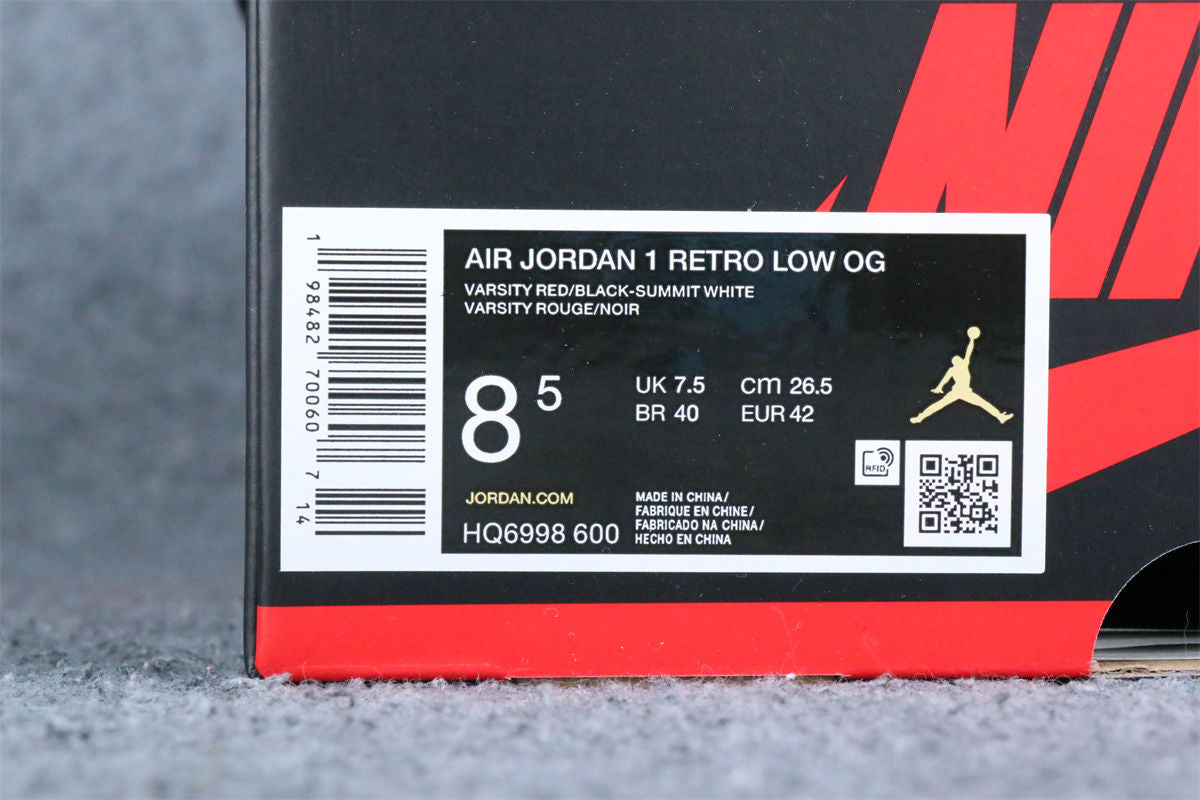 NI
1 98482 70060 7 14
AIR JORDAN 1 RETRO LOW OG
VARSITY RED/BLACK-SUMMIT WHITE
VARSITY ROUGE/NOIR
8 5
UK 7.5 cm 26.5
BR 40 EUR 42
RFID
JORDAN.COM
HQ6998 600
MADE IN CHINA/
FABRIQUE EN CHINE/
FABRICADO NA CHINA/
HECHO EN CHINA